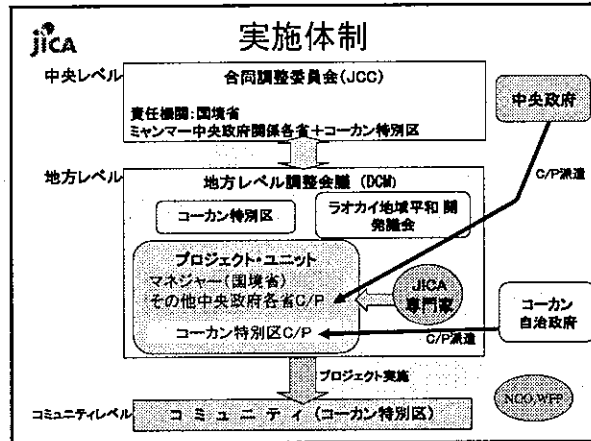 jICA
実施体制
中央レベル
合同調整委員会(JCC)
責任機関:国境省
ミャンマー中央政府関係各省+コーカン特別区
中央政府
C/P派遣
地方レベル
地方レベル調整会議 (DCM)
コーカン特別区
ラオカイ地域平和 開
発議会
プロジェクト・ユニット
マネジャー(国境省)
その他中央政府各省C/P
コーカン特別区C/P
JICA
専門家
コーカン
自治政府
C/P派遣
プロジェクト実施
コミュニティレベル
コ ミ ュ ニ テ ィ (コーカン特別区)
NGO,WFP